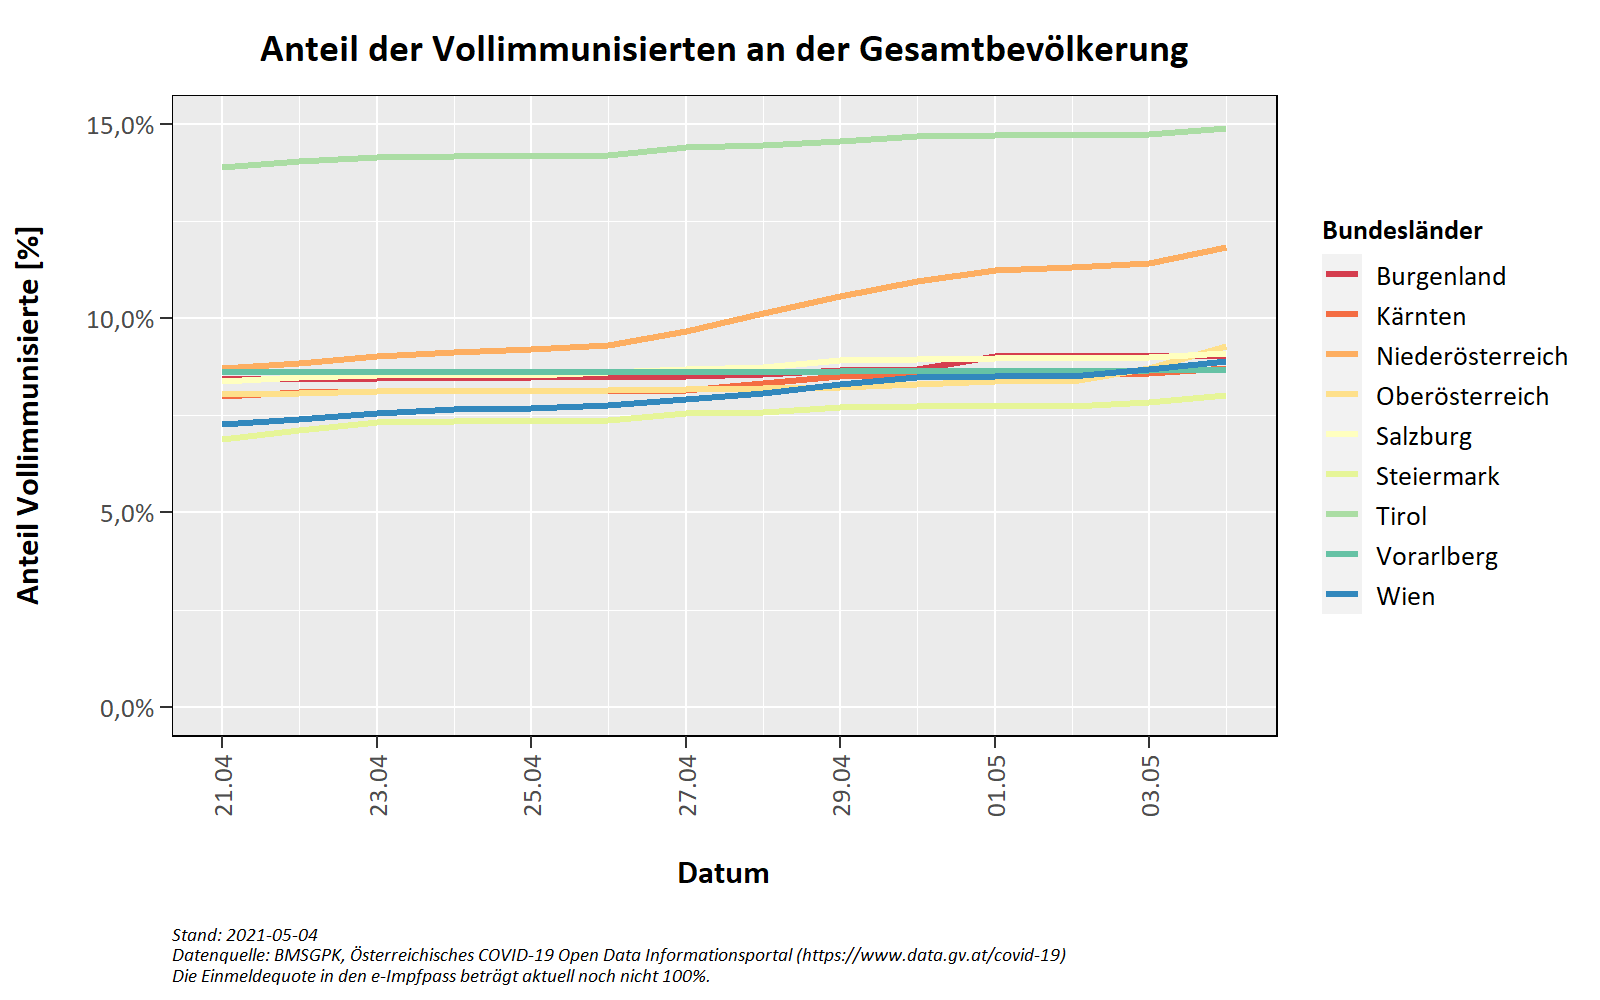 Anteil der Vollimmunisierten an der Gesamtbevölkerung
Anteil Vollimmunisierte [%]
15,0%
10,0%
5,0%
0,0%
21.04
23.04
25.04
27.04
29.04
01.05
03.05
Datum
Bundesländer
Burgenland
Kärnten
Niederösterreich
Oberösterreich
Salzburg
Steiermark
Tirol
Vorarlberg
Wien
Stand: 2021-05-04
Datenquelle: BMSGPK, Österreichisches COVID-19 Open Data Informationsportal (https://www.data.gv.at/covid-19)
Die Einmeldequote in den e-Impfpass beträgt aktuell noch nicht 100%.